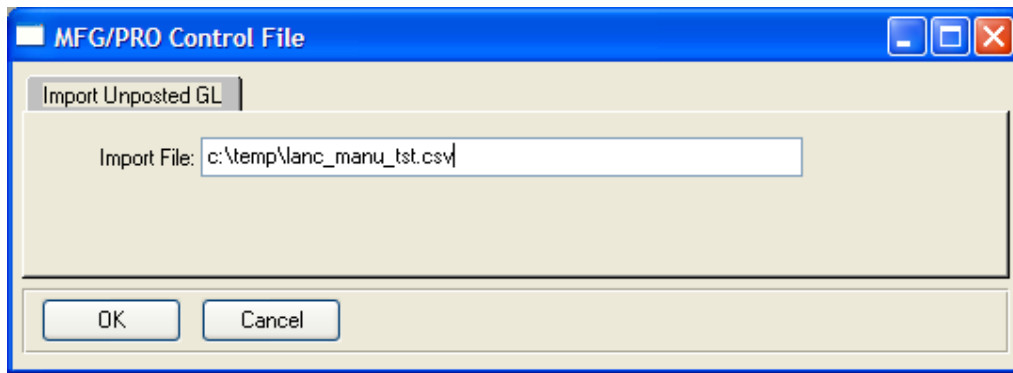 MFG/PRO Control File
Import Unposted GL
Import File: c:\temp\lanc_manu_tst.csv
OK Cancel